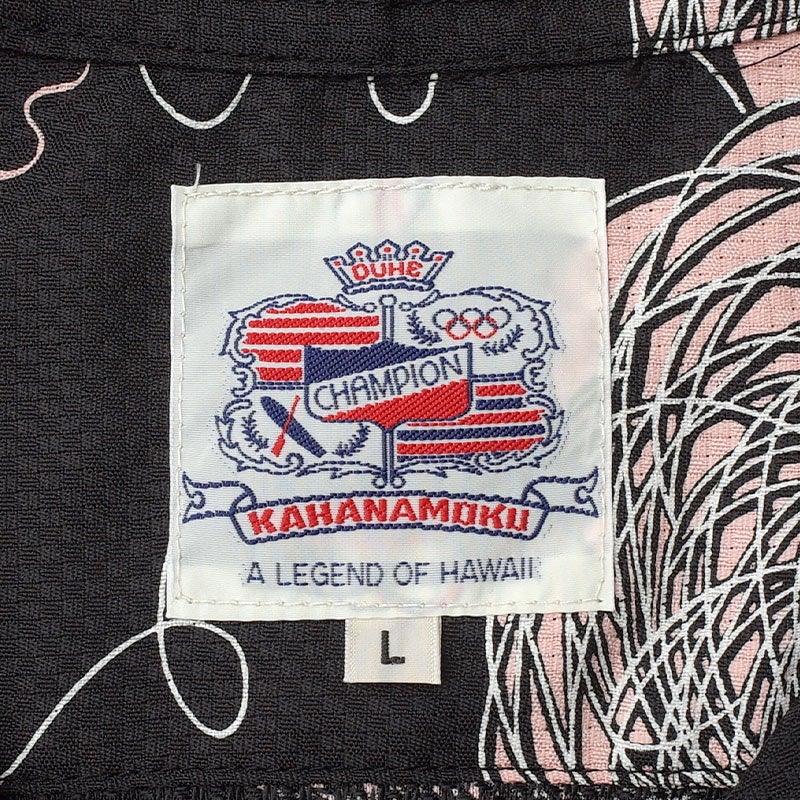 DUKE
CHAMPION
KAHANAMOKU
A LEGEND OF HAWAII
L